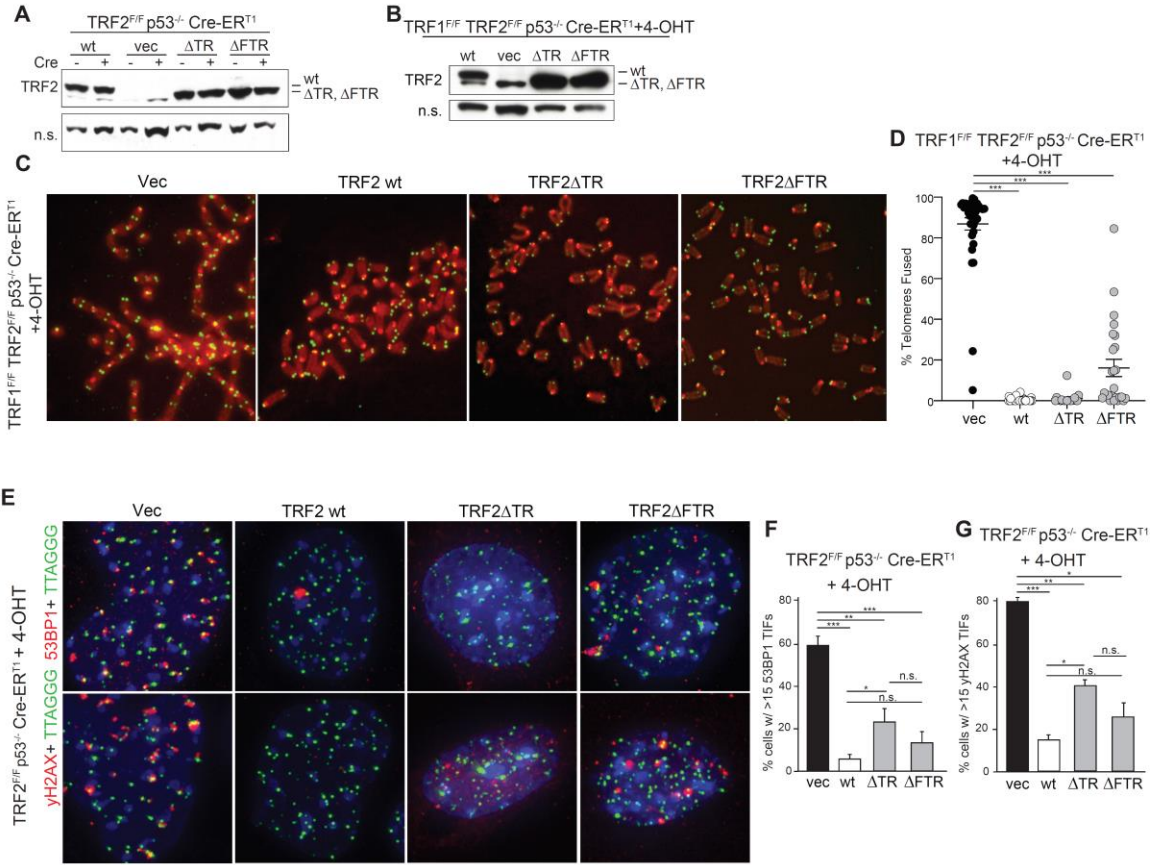 A
TRF2F/F p53-/- Cre-ERT1
wt vec ΔTR ΔFTR
Cre - + - + - + - +
TRF2
wt
ΔTR, ΔFTR
n.s.
B
TRF1F/F TRF2F/F p53-/- Cre-ERT1+4-OHT
wt vec ΔTR ΔFTR
TRF2
wt
ΔTR, ΔFTR
n.s.
C
Vec TRF2 wt TRF2ΔTR TRF2ΔFTR
TRF1F/F TRF2F/F p53-/- Cre-ERT1
+4-OHT
D
TRF1F/F TRF2F/F p53-/- Cre-ERT1
+4-OHT
***
***
***
% Telomeres Fused
100
80
60
40
20
0
vec wt ΔTR ΔFTR
E
Vec TRF2 wt TRF2ΔTR TRF2ΔFTR
TRF2F/F p53-/- Cre-ERT1 + 4-OHT
53BP1+ TTAGGG
yH2AX+ TTAGGG
F
TRF2F/F p53-/- Cre-ERT1
+ 4-OHT
***
**
***
n.s.
*
n.s.
% cells w/ >15 53BP1 TIFs
80
60
40
20
0
vec wt ΔTR ΔFTR
G
TRF2F/F p53-/- Cre-ERT1
+ 4-OHT
*
**
***
n.s.
*
n.s.
% cells w/ >15 yH2AX TIFs
80
60
40
20
0
vec wt ΔTR ΔFTR